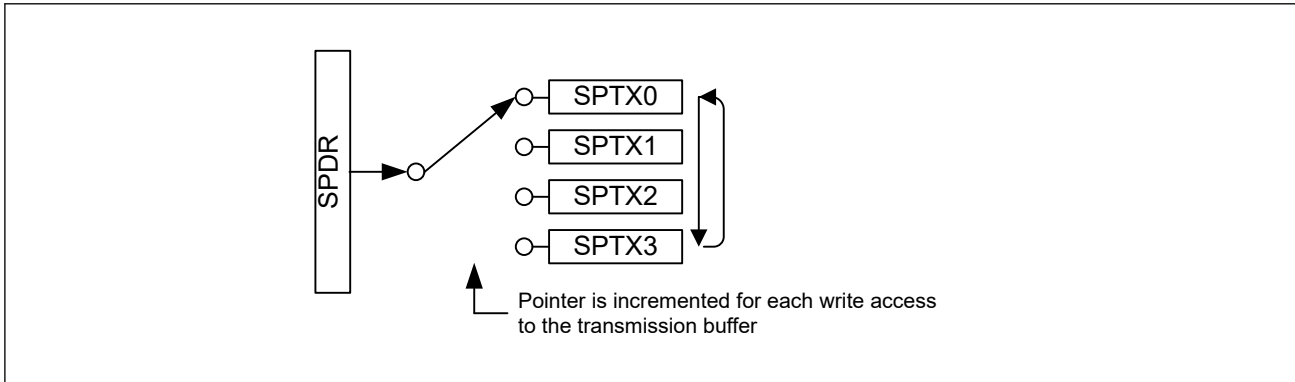 SPDR
SPTX0
SPTX1
SPTX2
SPTX3
Pointer is incremented for each write access
to the transmission buffer